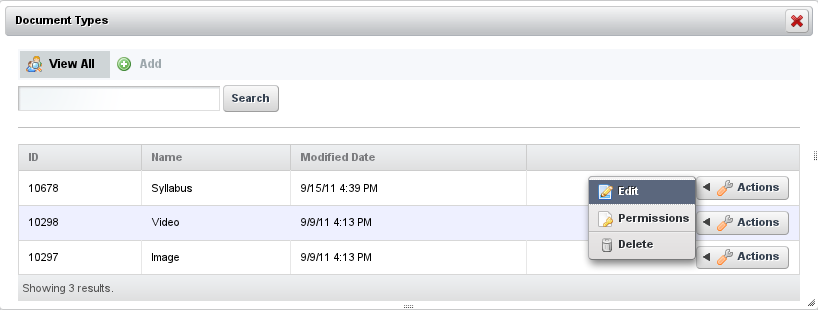 Document Types
View All Add
Search
ID Name Modified Date
10678 Syllabus 9/15/11 4:39 PM Edit Actions
10298 Video 9/9/11 4:13 PM Permissions Actions
Delete
10297 Image 9/9/11 4:13 PM Actions
Showing 3 results.